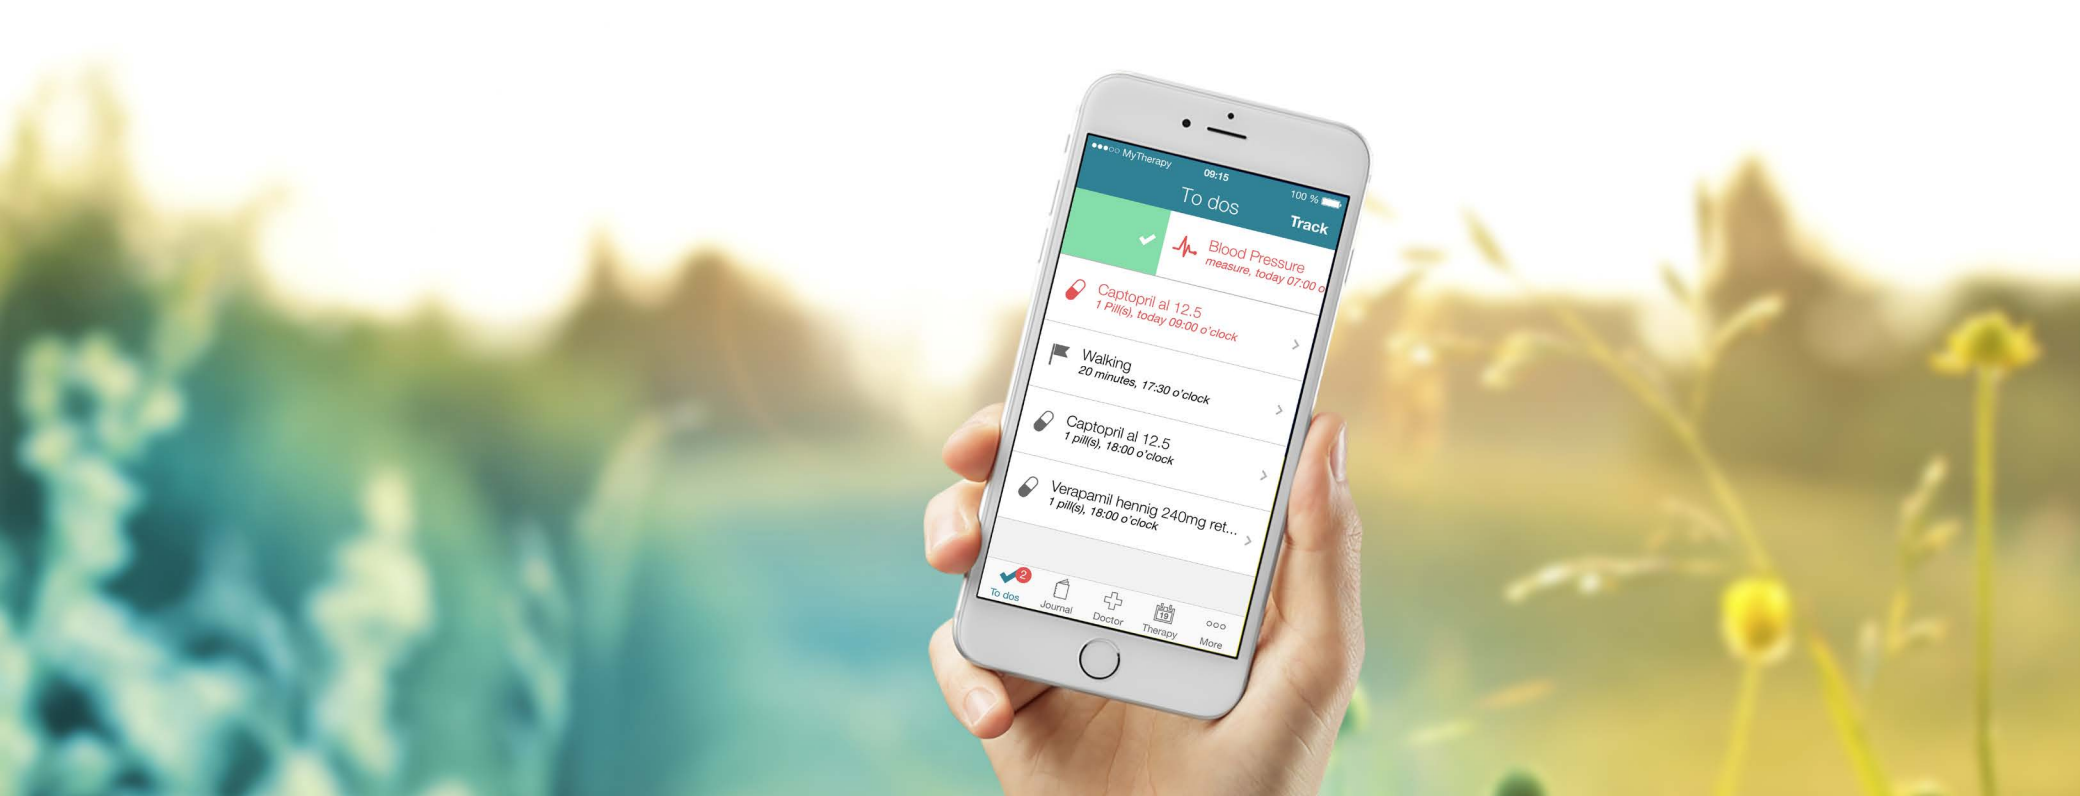 MyTherapy
09:15
100 %
To dos
Track
Blood Pressure
measure, today 07:00 o
Captopril al 12.5
1 Pill(s), today 09:00 o'clock
Walking
20 minutes, 17:30 o'clock
Captopril al 12.5
1 pill(s), 18:00 o'clock
Verapamil hennig 240mg ret...
1 pill(s), 18:00 o'clock
2
19
To dos
Journal
Doctor
Therapy
More